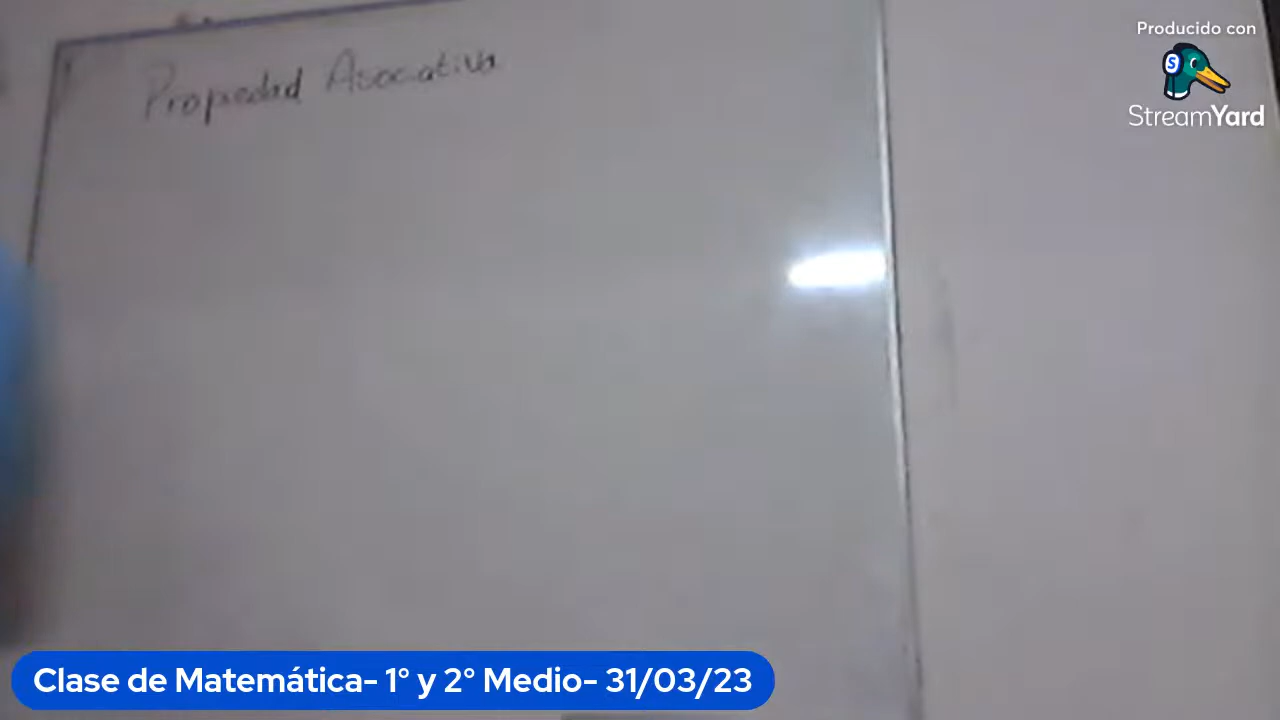 Producido con
StreamYard
Propiedad Asociativa
Clase de Matemática- 1° y 2° Medio- 31/03/23